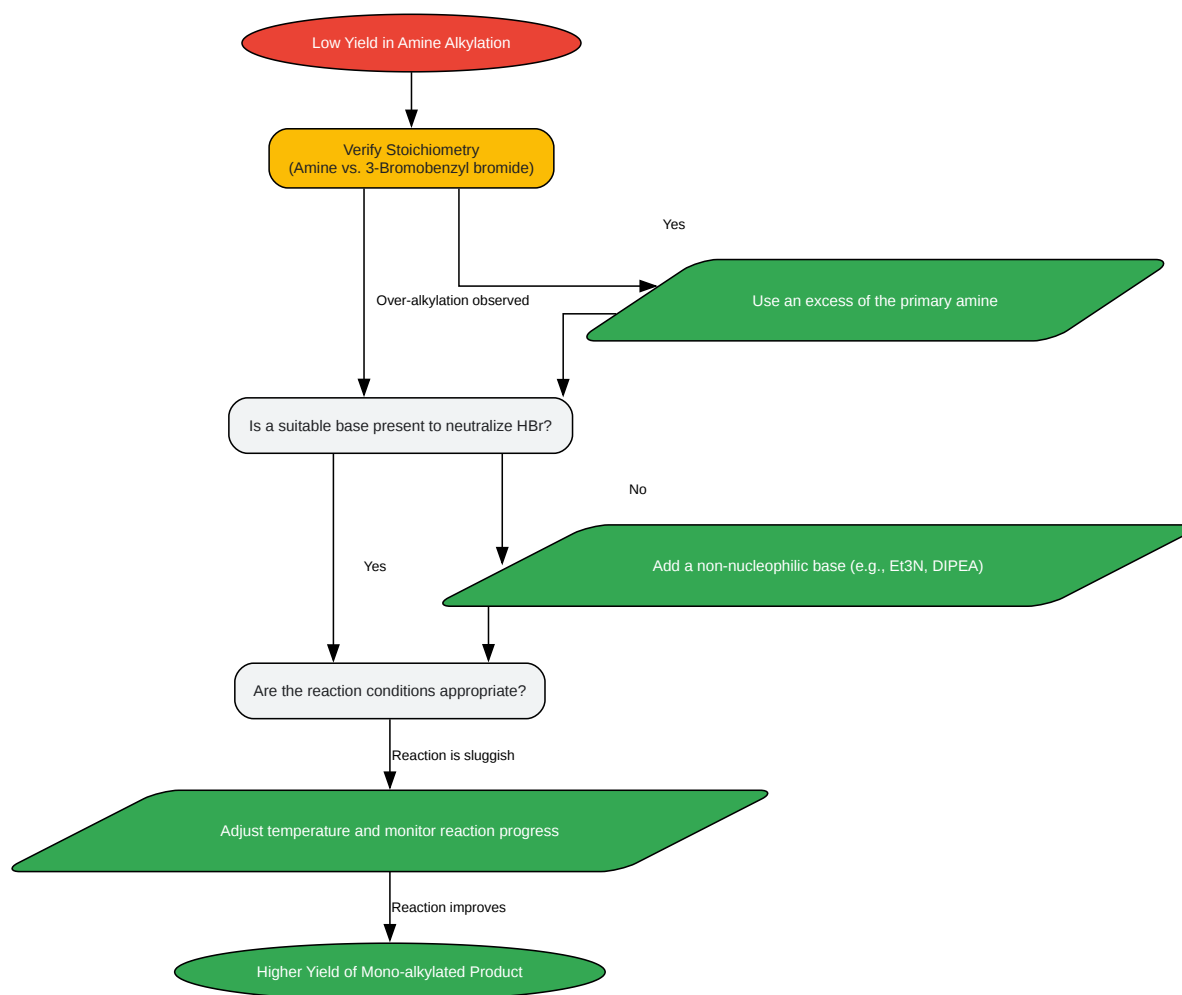 Low Yield in Amine Alkylation
Verify Stoichiometry
(Amine vs. 3-Bromobenzyl bromide)
Yes
Over-alkylation observed
Use an excess of the primary amine
Is a suitable base present to neutralize HBr?
No
Yes
Add a non-nucleophilic base (e.g., Et3N, DIPEA)
Are the reaction conditions appropriate?
Reaction is sluggish
Adjust temperature and monitor reaction progress
Reaction improves
Higher Yield of Mono-alkylated Product